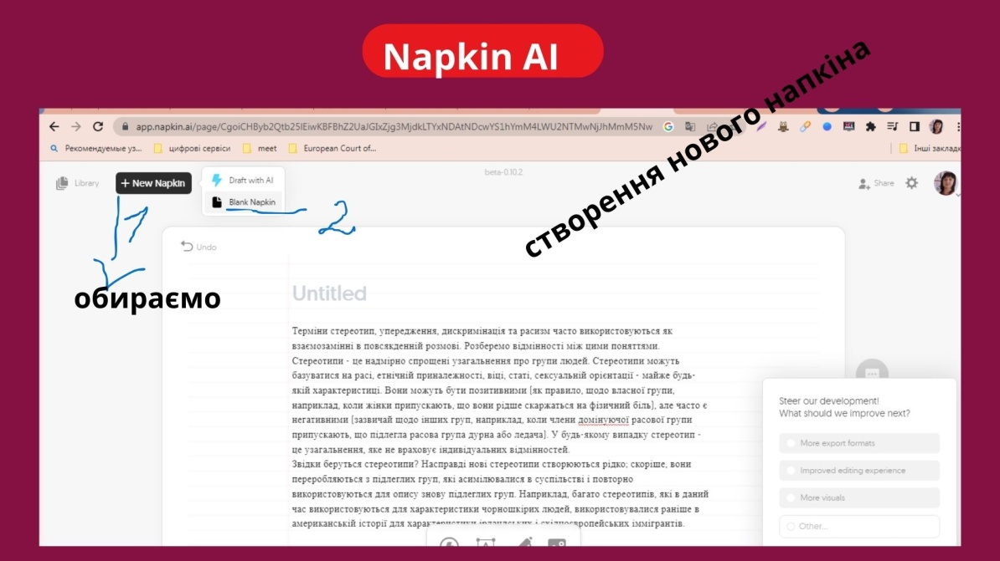 Napkin AI
створення нового напкіна
app.napkin.ai/page/CgoiCHByb2Qtb25lEiwKBFBhZ2UaJGIxZjg3MjdkLTYxNDAtNDcwYS1hYmM4LWU2NTMwNjJhMmM5Nw
Рекомендуемые уз... цифрові сервіси meet European Court of... Інші закладк
Library + New Napkin Draft with AI beta-0.10.2 Share
Blank Napkin
1 2
Undo
обираємо
Untitled
Терміни стереотип, упередження, дискримінація та расизм часто використовуються як
взаємозамінні в повсякденній розмові. Розберемо відмінності між цими поняттями.
Стереотипи - це надмірно спрощені узагальнення про групи людей. Стереотипи можуть
базуватися на расі, етнічній приналежності, віці, статі, сексуальній орієнтації - майже будь-
якій характеристиці. Вони можуть бути позитивними [як правило, щодо власної групи,
наприклад, коли жінки припускають, що вони рідше скаржаться на фізичний біль], але часто є
негативними [зазвичай щодо інших груп, наприклад, коли члени домінуючої расової групи
припускають, що підлегла расова група дурна або ледача]. У будь-якому випадку стереотип -
це узагальнення, яке не враховує індивідуальних відмінностей.
Звідки беруться стереотипи? Насправді нові стереотипи створюються рідко; скоріше, вони
переробляються з підлеглих груп, які асимілювалися в суспільстві і повторно
використовуються для опису знову підлеглих груп. Наприклад, багато стереотипів, які в даний
час використовуються для характеристики чорношкірих людей, використовувалися раніше в
американській історії для характеристики ірландських і східноєвропейських іммігрантів.
Steer our development!
What should we improve next?
More export formats
Improved editing experience
More visuals
Other...